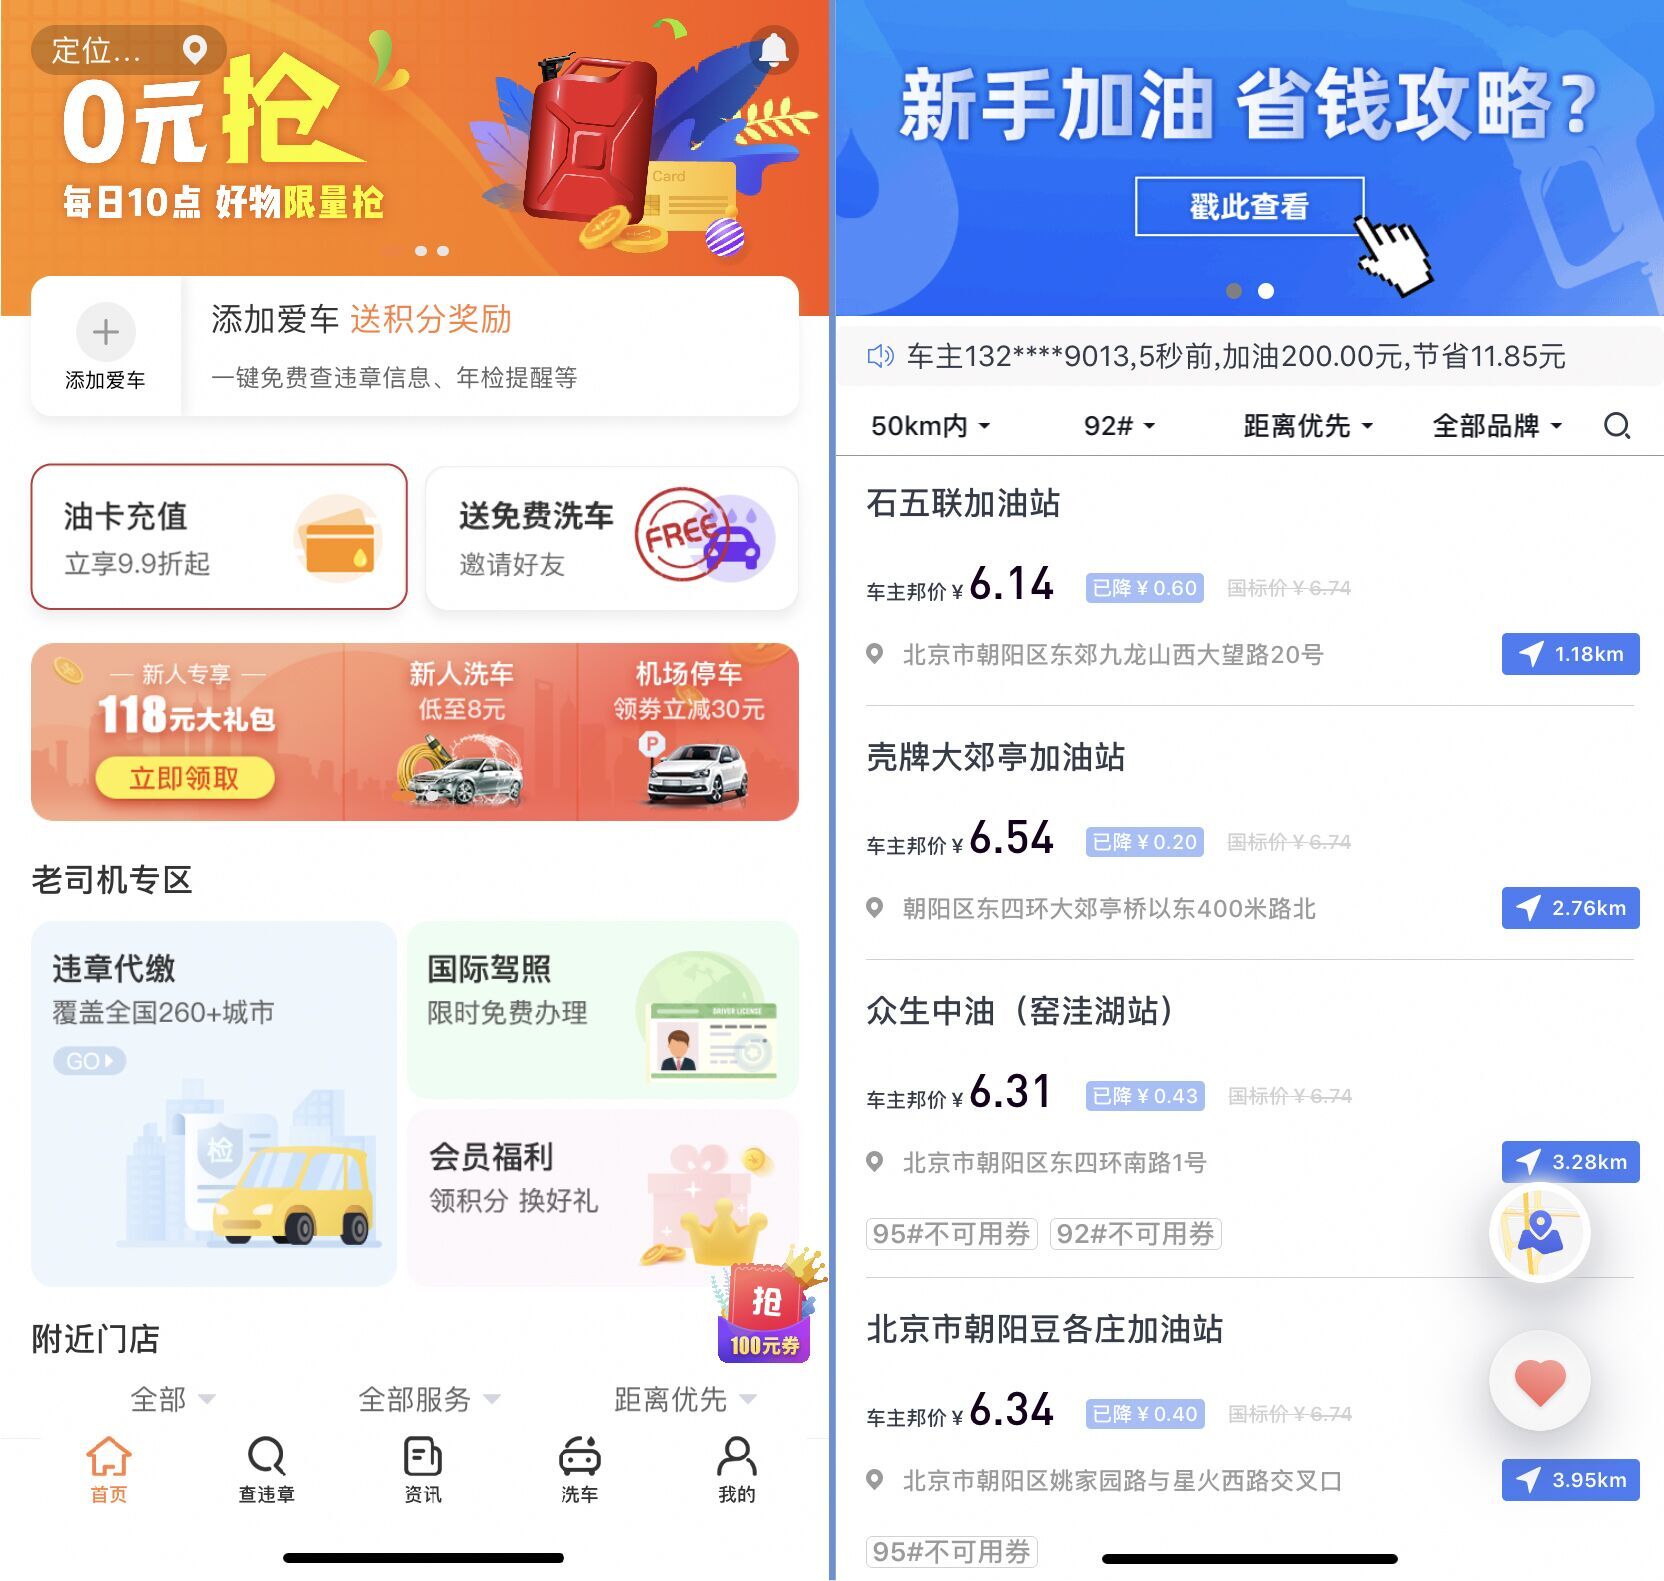 定位...
0元抢
每日10点 好物限量抢
Card
添加爱车
添加爱车 送积分奖励
一键免费查违章信息、年检提醒等
油卡充值
立享9.9折起
送免费洗车
邀请好友
FREE
新人专享
118元大礼包
立即领取
新人洗车
低至8元
机场停车
领券立减30元
P
老司机专区
违章代缴
覆盖全国260+城市
GO
检
国际驾照
限时免费办理
DRIVER LICENSE
会员福利
领积分 换好礼
抢
100元券
附近门店
全部
全部服务
距离优先
首页
查违章
资讯
洗车
我的
新手加油 省钱攻略?
戳此查看
车主132****9013,5秒前,加油200.00元,节省11.85元
50km内
92#
距离优先
全部品牌
石五联加油站
车主邦价¥6.14 已降¥0.60 国标价¥6.74
北京市朝阳区东郊九龙山西大望路20号 1.18km
壳牌大郊亭加油站
车主邦价¥6.54 已降¥0.20 国标价¥6.74
朝阳区东四环大郊亭桥以东400米路北 2.76km
众生中油（窑洼湖站）
车主邦价¥6.31 已降¥0.43 国标价¥6.74
北京市朝阳区东四环南路1号 3.28km
95#不可用券 92#不可用券
北京市朝阳豆各庄加油站
车主邦价¥6.34 已降¥0.40 国标价¥6.74
北京市朝阳区姚家园路与星火西路交叉口 3.95km
95#不可用券